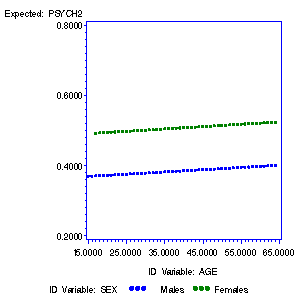 Expected: PSYCH2
0.8000
0.6000
0.4000
0.2000
15.0000 25.0000 35.0000 45.0000 55.0000 65.0000
ID Variable: AGE
ID Variable: SEX Males Females